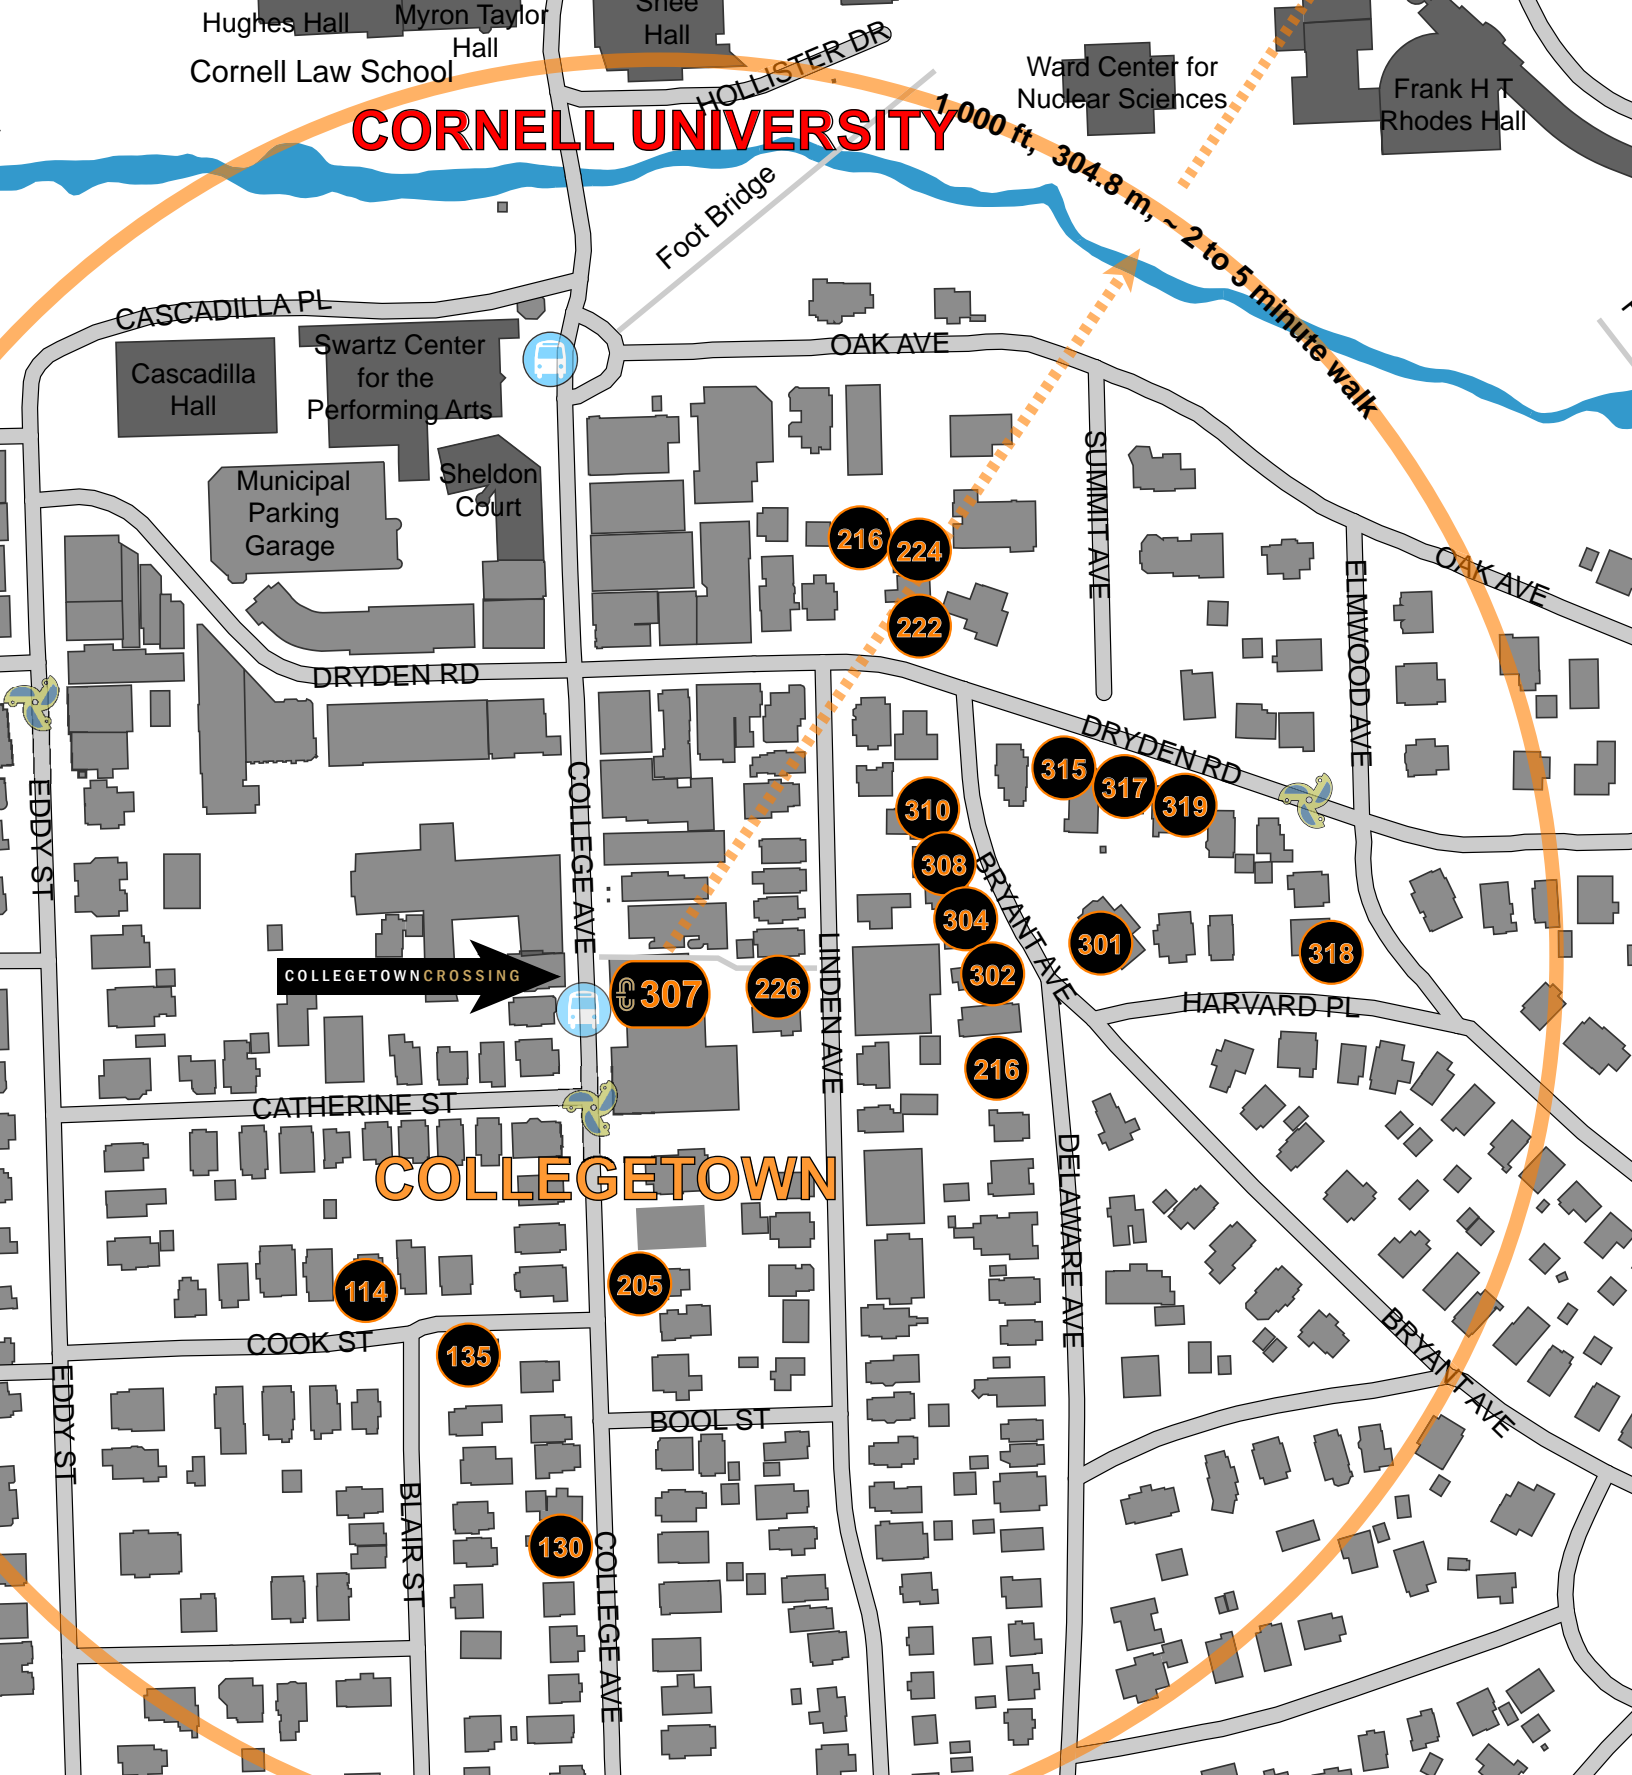 Hughes Hall
Myron Taylor
Hall
Snee
Hall
Cornell Law School
HOLLISTER DR
Ward Center for
Nuclear Sciences
Frank H T
Rhodes Hall
CORNELL UNIVERSITY
1,000 ft, 304.8 m, ~ 2 to 5 minute walk
Foot Bridge
CASCADILLA PL
OAK AVE
Swartz Center
for the
Performing Arts
Cascadilla
Hall
Municipal
Parking
Garage
Sheldon
Court
SUMMIT AVE
216
224
222
OAK AVE
ELMWOOD AVE
DRYDEN RD
DRYDEN RD
315
317
319
EDDY ST
COLLEGE AVE
310
308
304
302
BRYANT AVE
301
318
LINDEN AVE
COLLEGETOWNCROSSING
307
226
HARVARD PL
216
CATHERINE ST
COLLEGETOWN
DELAWARE AVE
114
205
COOK ST
135
BRYANT AVE
EDDY ST
BOOL ST
BLAIR ST
130
COLLEGE AVE